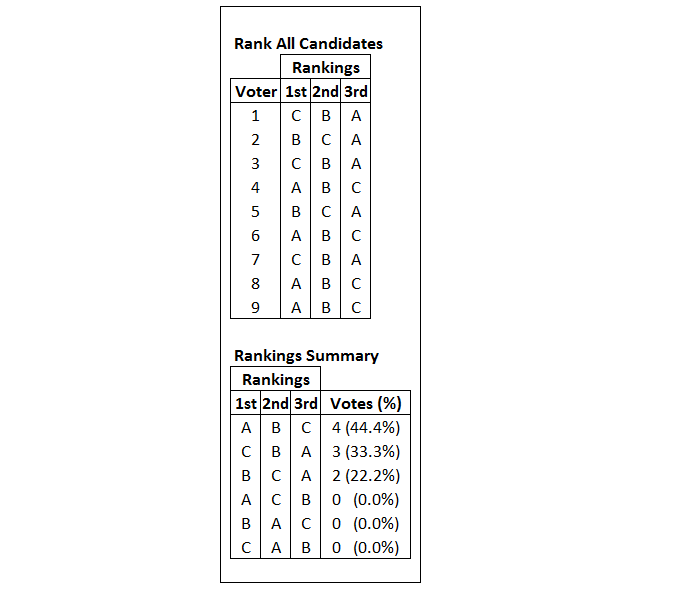 Rank All Candidates
Rankings
Voter 1st 2nd 3rd
1 C B A
2 B C A
3 C B A
4 A B C
5 B C A
6 A B C
7 C B A
8 A B C
9 A B C
Rankings Summary
Rankings
1st 2nd 3rd Votes (%)
A B C 4 (44.4%)
C B A 3 (33.3%)
B C A 2 (22.2%)
A C B 0 (0.0%)
B A C 0 (0.0%)
C A B 0 (0.0%)